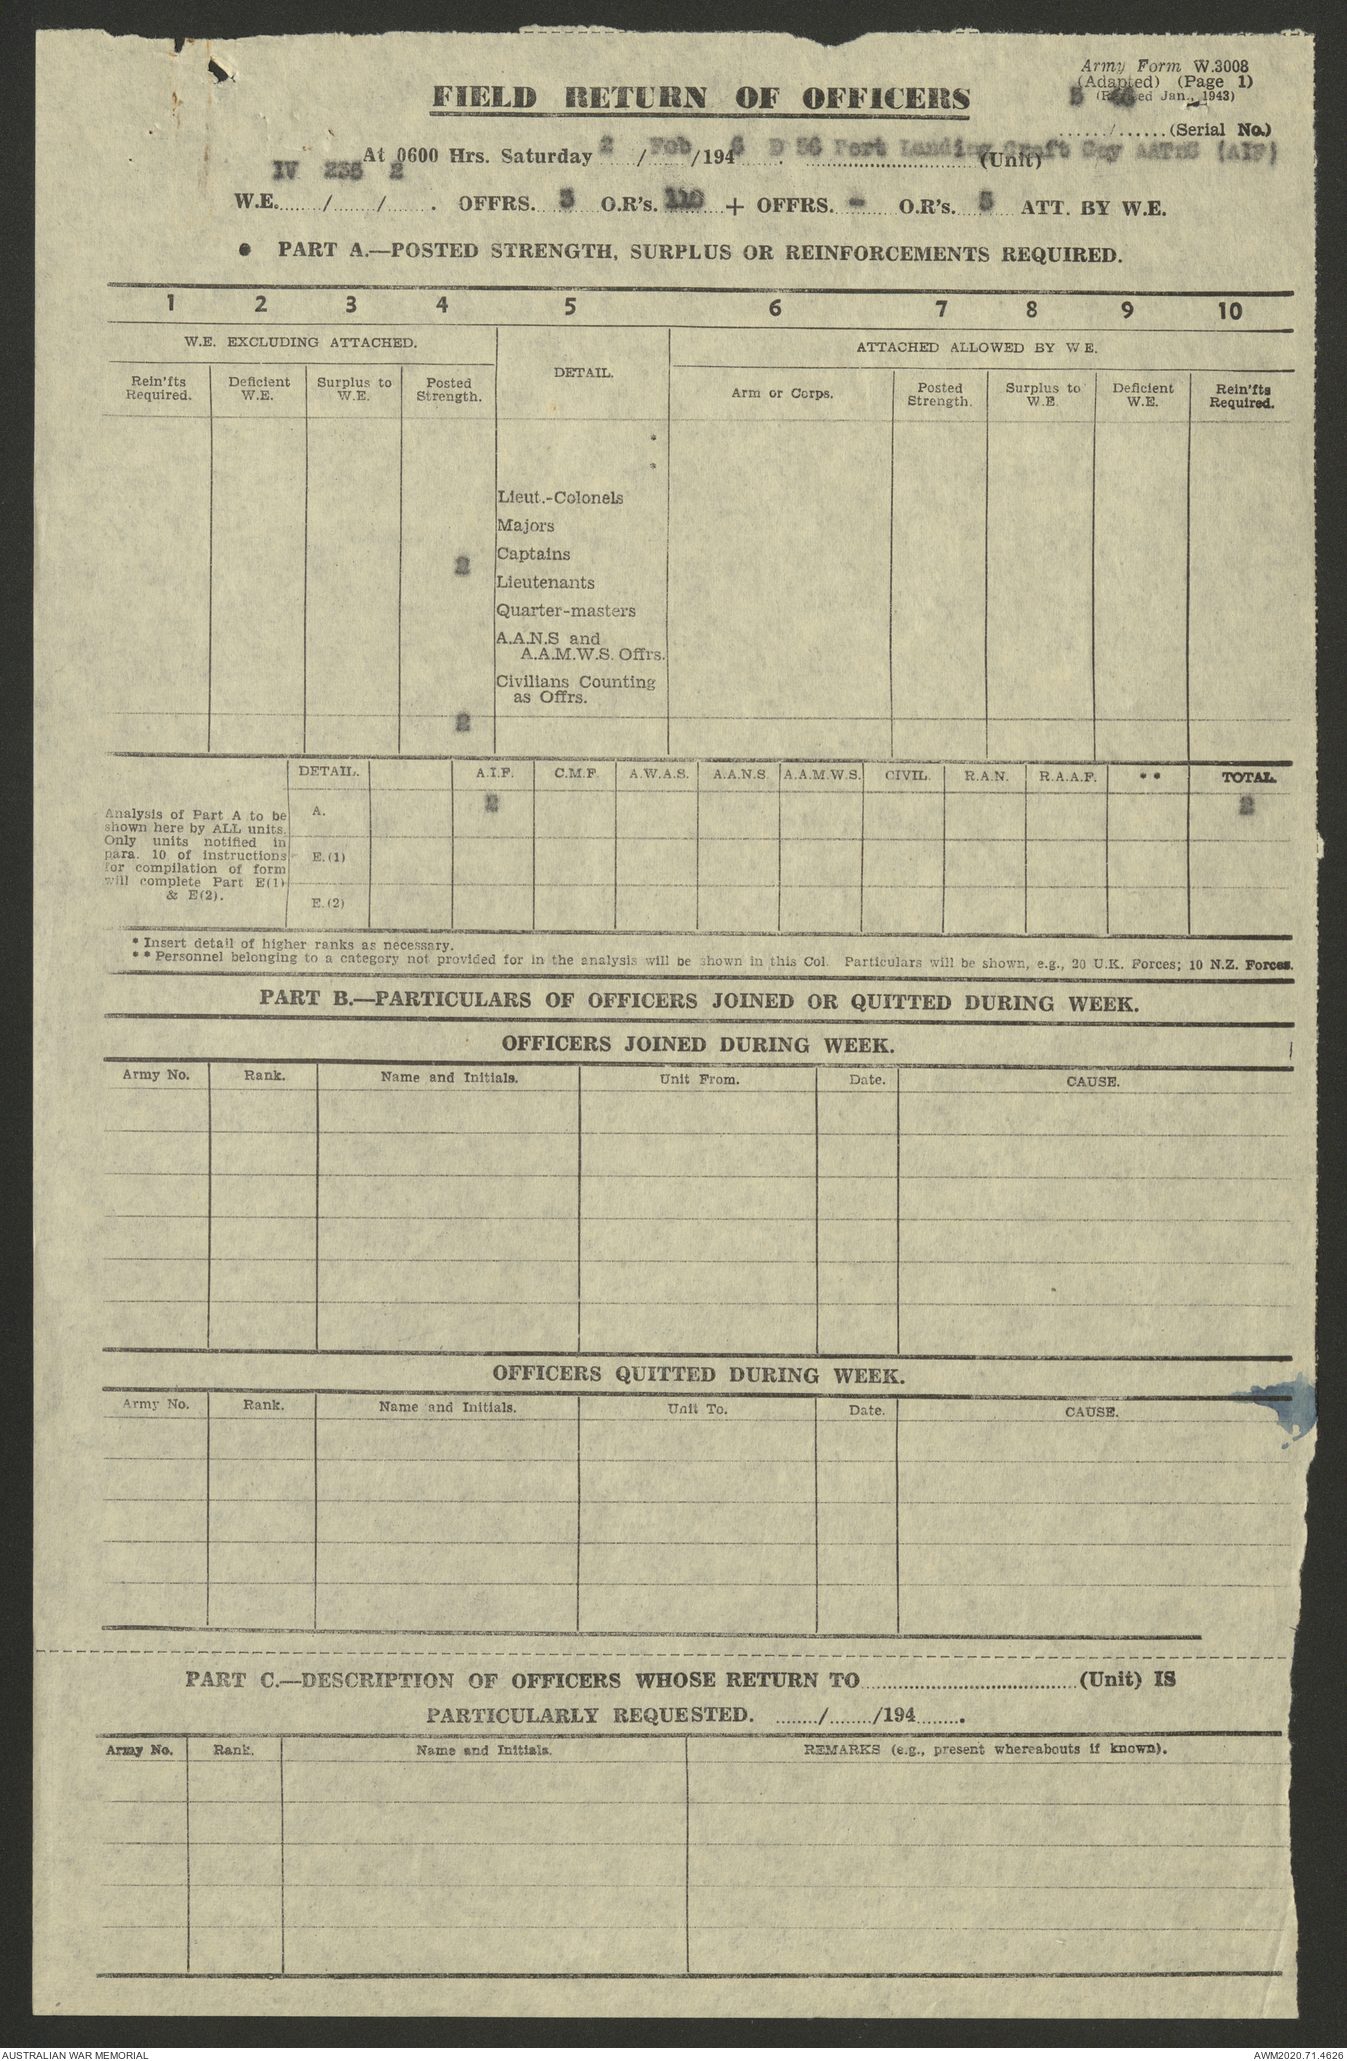 Army Form W.3008
(Adapted) (Page 1)
FIELD RETURN OF OFFICERS
5
(Revised Jan., 1943)
....../......(Serial No.)
At 0600 Hrs. Saturday 2 / Feb /194 6 D 56 Port Landing Craft Coy AATnS (AIF) (Unit)
IV 236 2
W.E......../......./....... . OFFRS. 3 O.R's. 110 + OFFRS. - O.R's. 5 ATT. BY W.E.
● PART A.—POSTED STRENGTH, SURPLUS OR REINFORCEMENTS REQUIRED.
1 2 3 4 5 6 7 8 9 10
W.E. EXCLUDING ATTACHED.
ATTACHED ALLOWED BY W E.
DETAIL.
Rein'fts Required.
Deficient W.E.
Surplus to W.E.
Posted Strength.
Arm or Corps.
Posted Strength.
Surplus to W.E.
Deficient W.E.
Rein'fts Required.
*
*
Lieut.-Colonels
Majors
Captains
2
Lieutenants
Quarter-masters
A.A.N.S and
A.A.M.W.S. Offrs.
Civilians Counting
as Offrs.
2
DETAIL. A.I.F. C.M.F. A.W.A.S. A.A.N.S. A.A.M.W.S. CIVIL. R.A.N. R.A.A.F. ** TOTAL.
A. 2 2
E.(1)
E.(2)
Analysis of Part A to be
shown here by ALL units.
Only units notified in
para. 10 of instructions
for compilation of form
will complete Part E(1)
& E(2).
* Insert detail of higher ranks as necessary.
** Personnel belonging to a category not provided for in the analysis will be shown in this Col. Particulars will be shown, e.g., 20 U.K. Forces; 10 N.Z. Forces.
PART B.—PARTICULARS OF OFFICERS JOINED OR QUITTED DURING WEEK.
OFFICERS JOINED DURING WEEK.
Army No. Rank. Name and Initials. Unit From. Date. CAUSE.
OFFICERS QUITTED DURING WEEK.
Army No. Rank. Name and Initials. Unit To. Date. CAUSE.
PART C.—DESCRIPTION OF OFFICERS WHOSE RETURN TO......................................(Unit) IS
PARTICULARLY REQUESTED. ......../......../194........
Army No. Rank. Name and Initials. REMARKS (e.g., present whereabouts if known).
AUSTRALIAN WAR MEMORIAL
AWM2020.71.4626